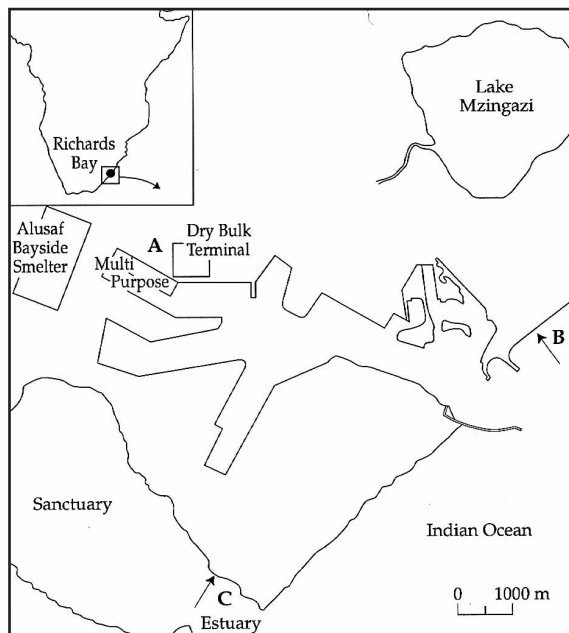 Richards
Bay
Lake
Mzingazi
Alusaf
Bayside
Smelter
A
Dry Bulk
Terminal
Multi
Purpose
B
Sanctuary
Indian Ocean
C
Estuary
0 1000 m